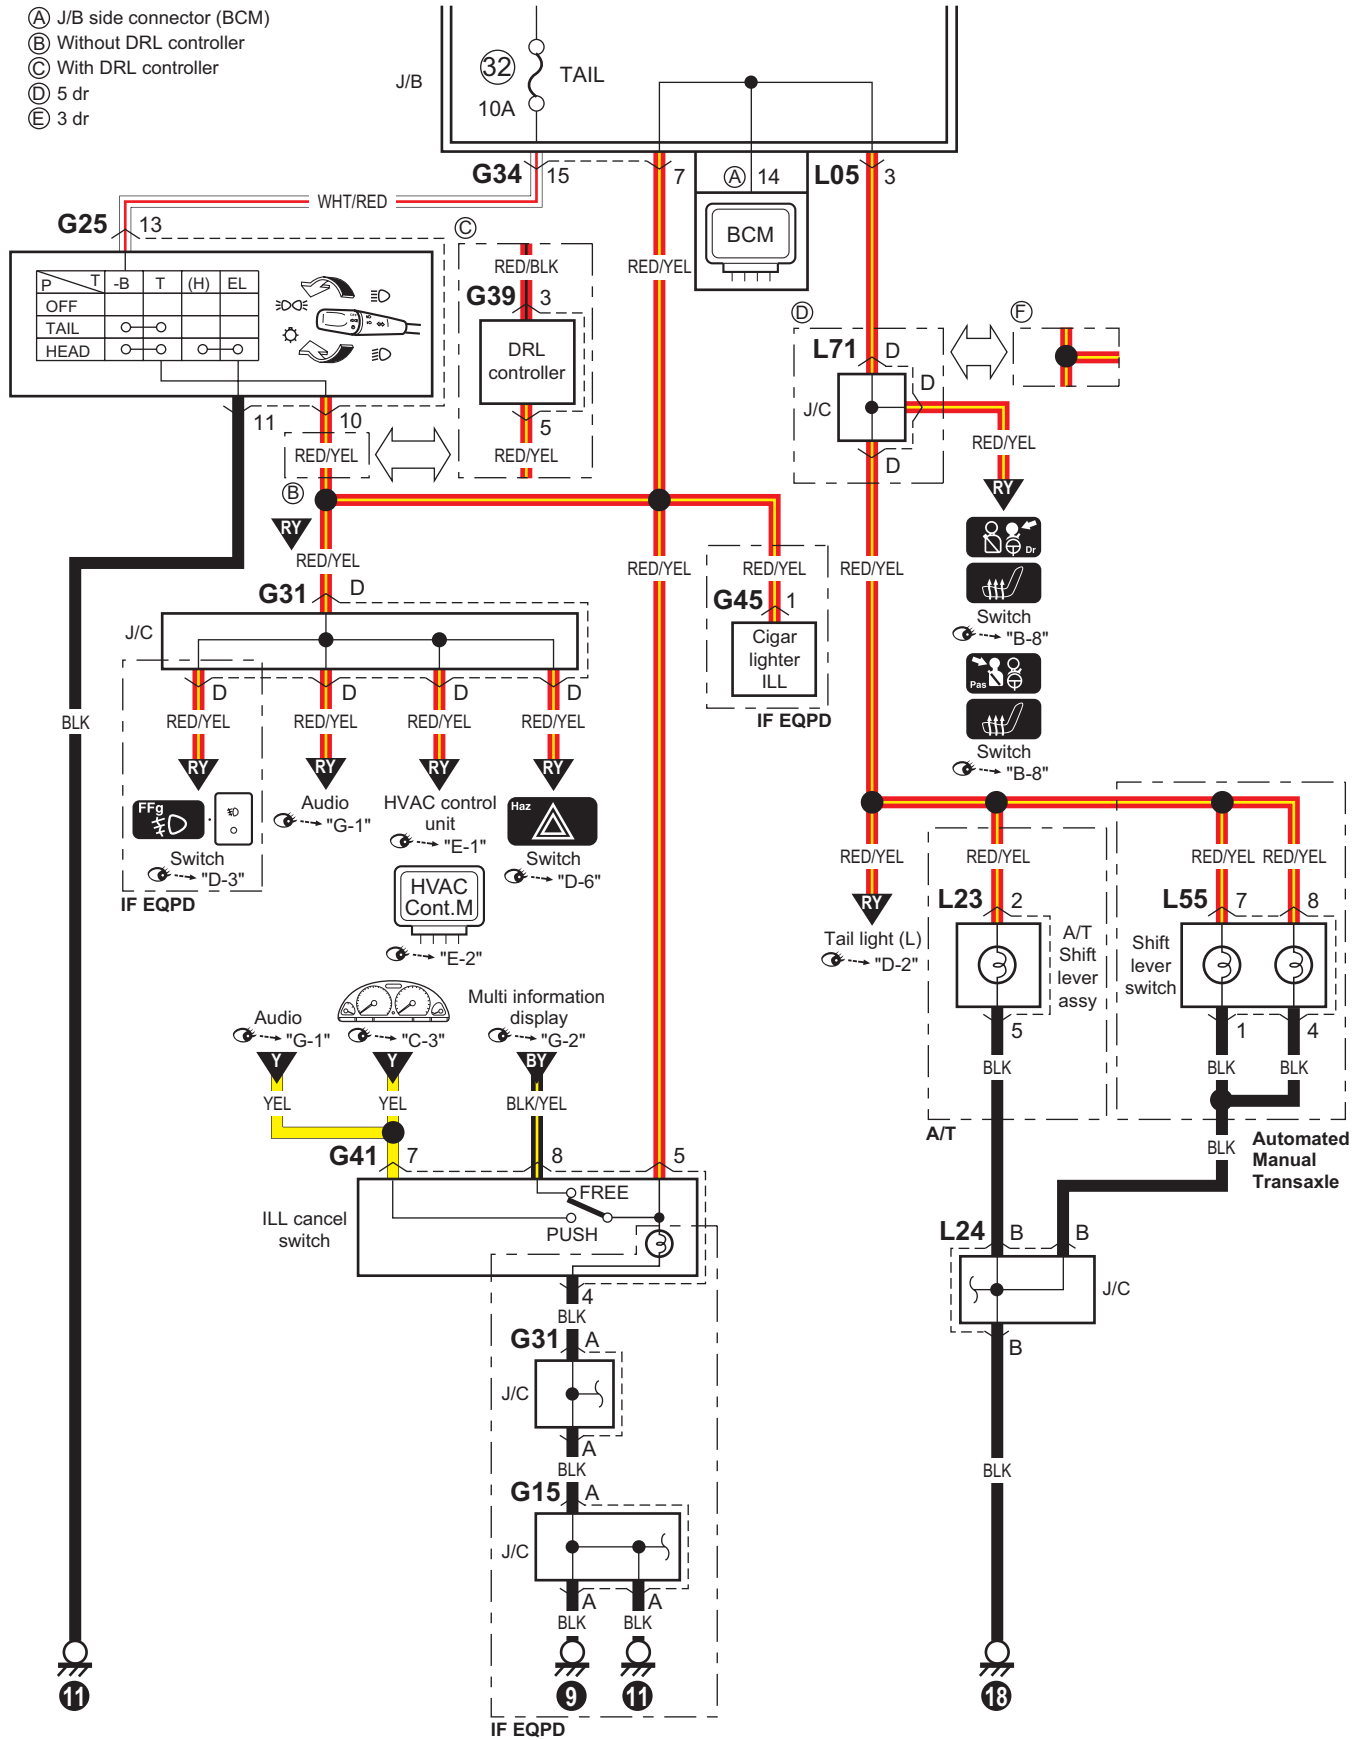 A J/B side connector (BCM)
B Without DRL controller
C With DRL controller
D 5 dr
E 3 dr
J/B
32
10A
TAIL
G34 15
7
A 14
L05 3
BCM
WHT/RED
G25 13
P T -B T (H) EL
OFF
TAIL
HEAD
11
10
RED/YEL
B
C
RED/BLK
G39 3
DRL
controller
5
RED/YEL
RED/YEL
D
L71 D
D
J/C
D
F
RED/YEL
RY
Dr
Switch
"B-8"
Pas
Switch
"B-8"
RY
RED/YEL
G31 D
J/C
RED/YEL
RED/YEL
G45 1
Cigar
lighter
ILL
IF EQPD
RED/YEL
BLK
D
D
D
D
RED/YEL
RED/YEL
RED/YEL
RED/YEL
RY
RY
RY
RY
FFg
Switch
"D-3"
IF EQPD
Audio
"G-1"
HVAC control
unit
"E-1"
HVAC
Cont.M
"E-2"
Haz
Switch
"D-6"
RED/YEL
RY
Tail light (L)
"D-2"
RED/YEL
L23 2
A/T
Shift
lever
assy
5
BLK
A/T
RED/YEL RED/YEL
L55 7 8
Shift
lever
switch
1 4
BLK BLK
BLK
Automated
Manual
Transaxle
Audio
"G-1"
Y
YEL
"C-3"
Y
YEL
Multi information
display
"G-2"
BY
BLK/YEL
G41 7
8
5
ILL cancel
switch
FREE
PUSH
4
BLK
G31 A
J/C
A
BLK
G15 A
J/C
A
A
BLK
BLK
L24 B
B
J/C
B
BLK
11
9
11
18
IF EQPD